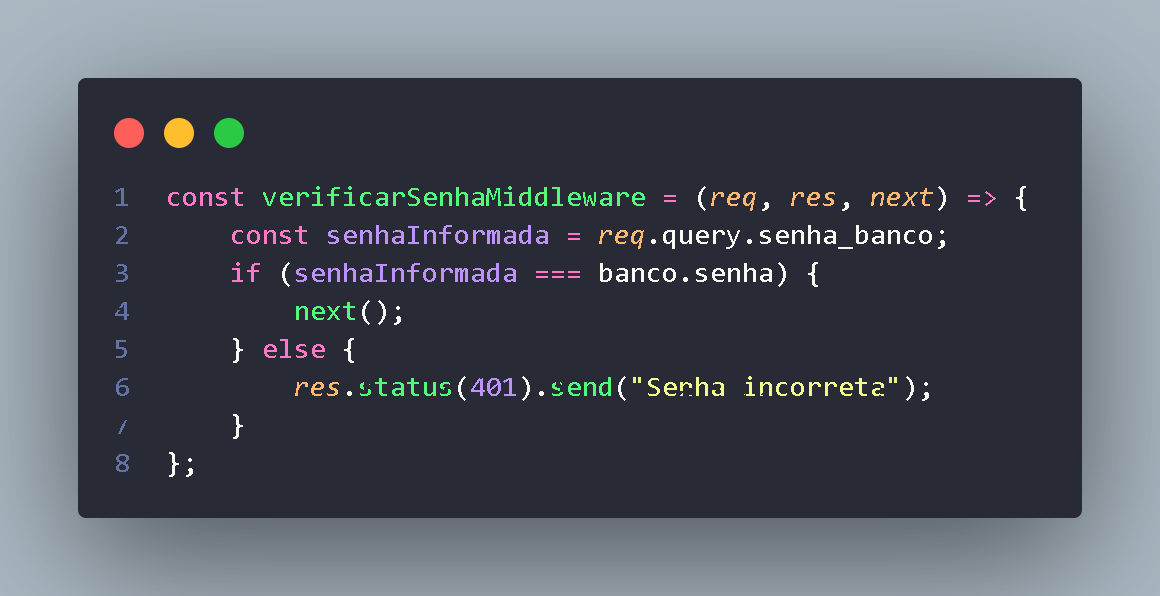 1 const verificarSenhaMiddleware = (req, res, next) => {
2     const senhaInformada = req.query.senha_banco;
3     if (senhaInformada === banco.senha) {
4         next();
5     } else {
6         res.status(401).send("Senha incorreta");
7     }
8 };